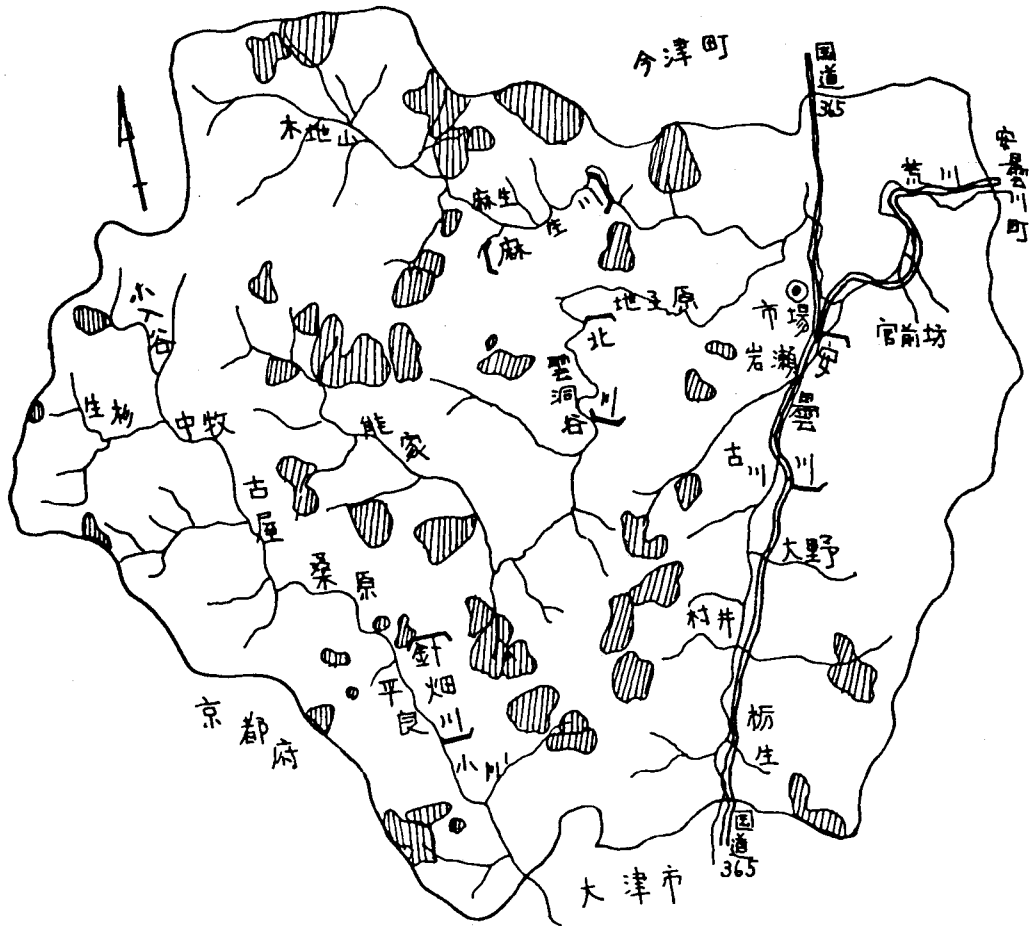 今津町
国道
365
安曇川町
荒川
木地山
麻生
麻生川
小入谷
地子原
市場
宮前坊
岩瀬
北
川
雲洞谷
安曇川
生杉
中牧
能家
古川
古屋
大野
桑原
村井
針畑川
平良
栃生
京都府
小川
国道
365
大津市